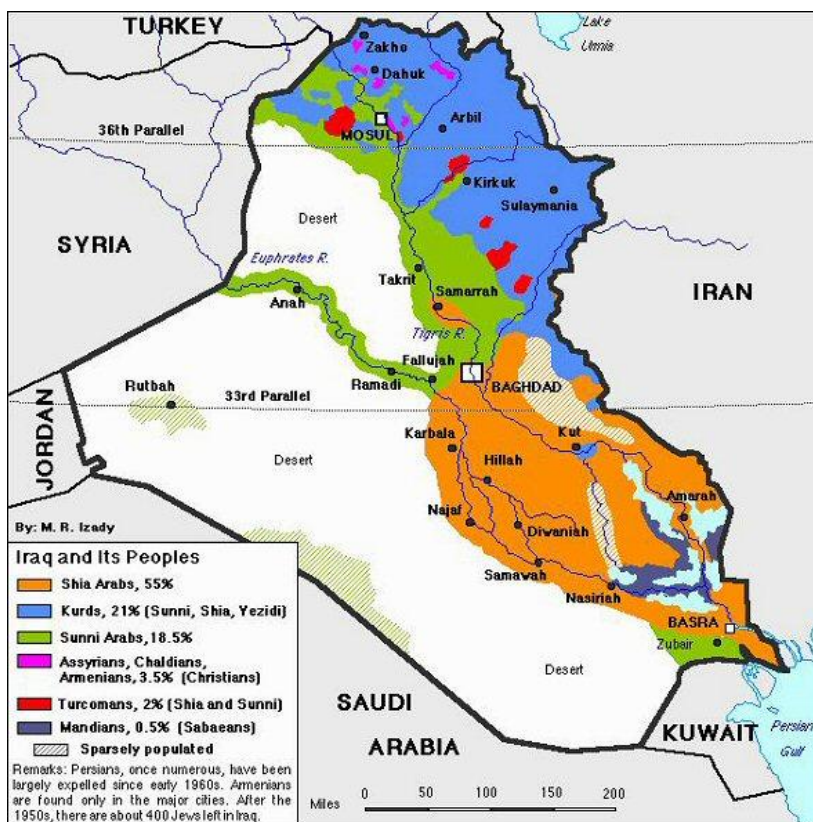 TURKEY
Lake
Urmia
Zakho
Dahuk
Arbil
36th Parallel
MOSUL
Kirkuk
Sulaymania
Desert
SYRIA
Euphrates R.
Takrit
Samarrah
IRAN
Anah
Tigris R.
Fallujah
Ramadi
BAGHDAD
Rutbah
33rd Parallel
JORDAN
Karbala
Kut
Desert
Hillah
Amarah
Najaf
Diwaniah
By: M. R. Izady
Samawah
Nasiriah
BASRA
Zubair
Iraq and Its Peoples
Shia Arabs, 55%
Kurds, 21% (Sunni, Shia, Yezidi)
Sunni Arabs, 18.5%
Assyrians, Chaldians,
Armenians, 3.5% (Christians)
Turcomans, 2% (Shia and Sunni)
Mandians, 0.5% (Sabaeans)
Sparsely populated
Remarks: Persians, once numerous, have been
largely expelled since early 1960s. Armenians
are found only in the major cities. After the
1950s, there are about 400 Jews left in Iraq.
Desert
SAUDI
ARABIA
KUWAIT
Persian
Gulf
Miles
0 50 100 150 200